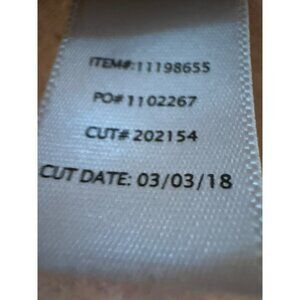 ITEM#:11198655
PO#1102267
CUT#202154
CUT DATE: 03/03/18